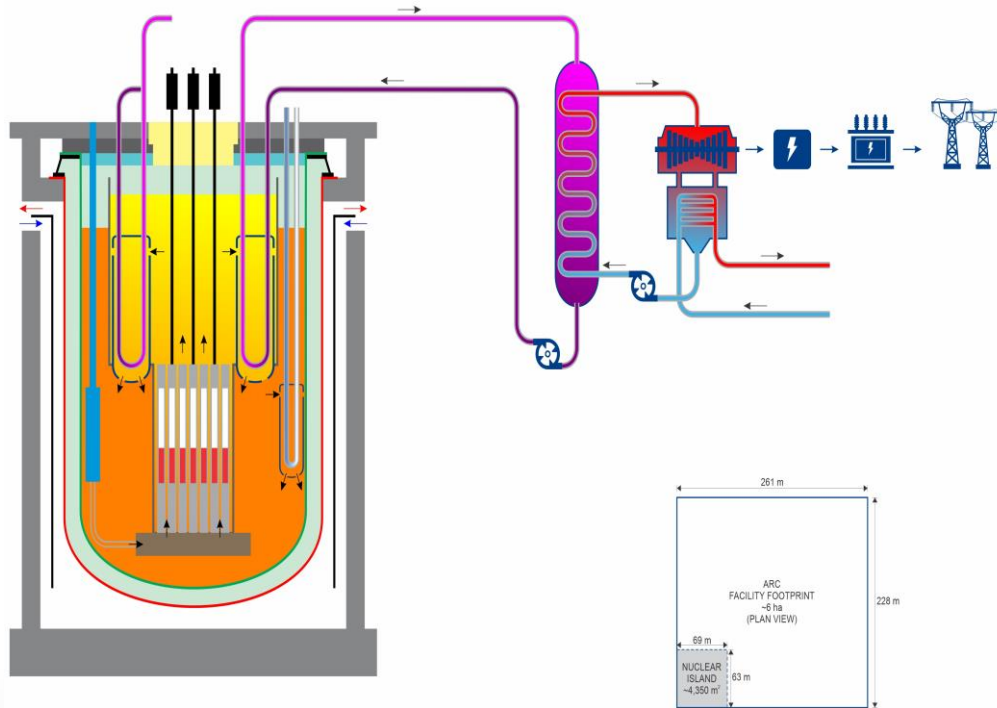 261 m
ARC
FACILITY FOOTPRINT
~6 ha
(PLAN VIEW)
228 m
69 m
NUCLEAR
ISLAND
~4,350 m²
63 m